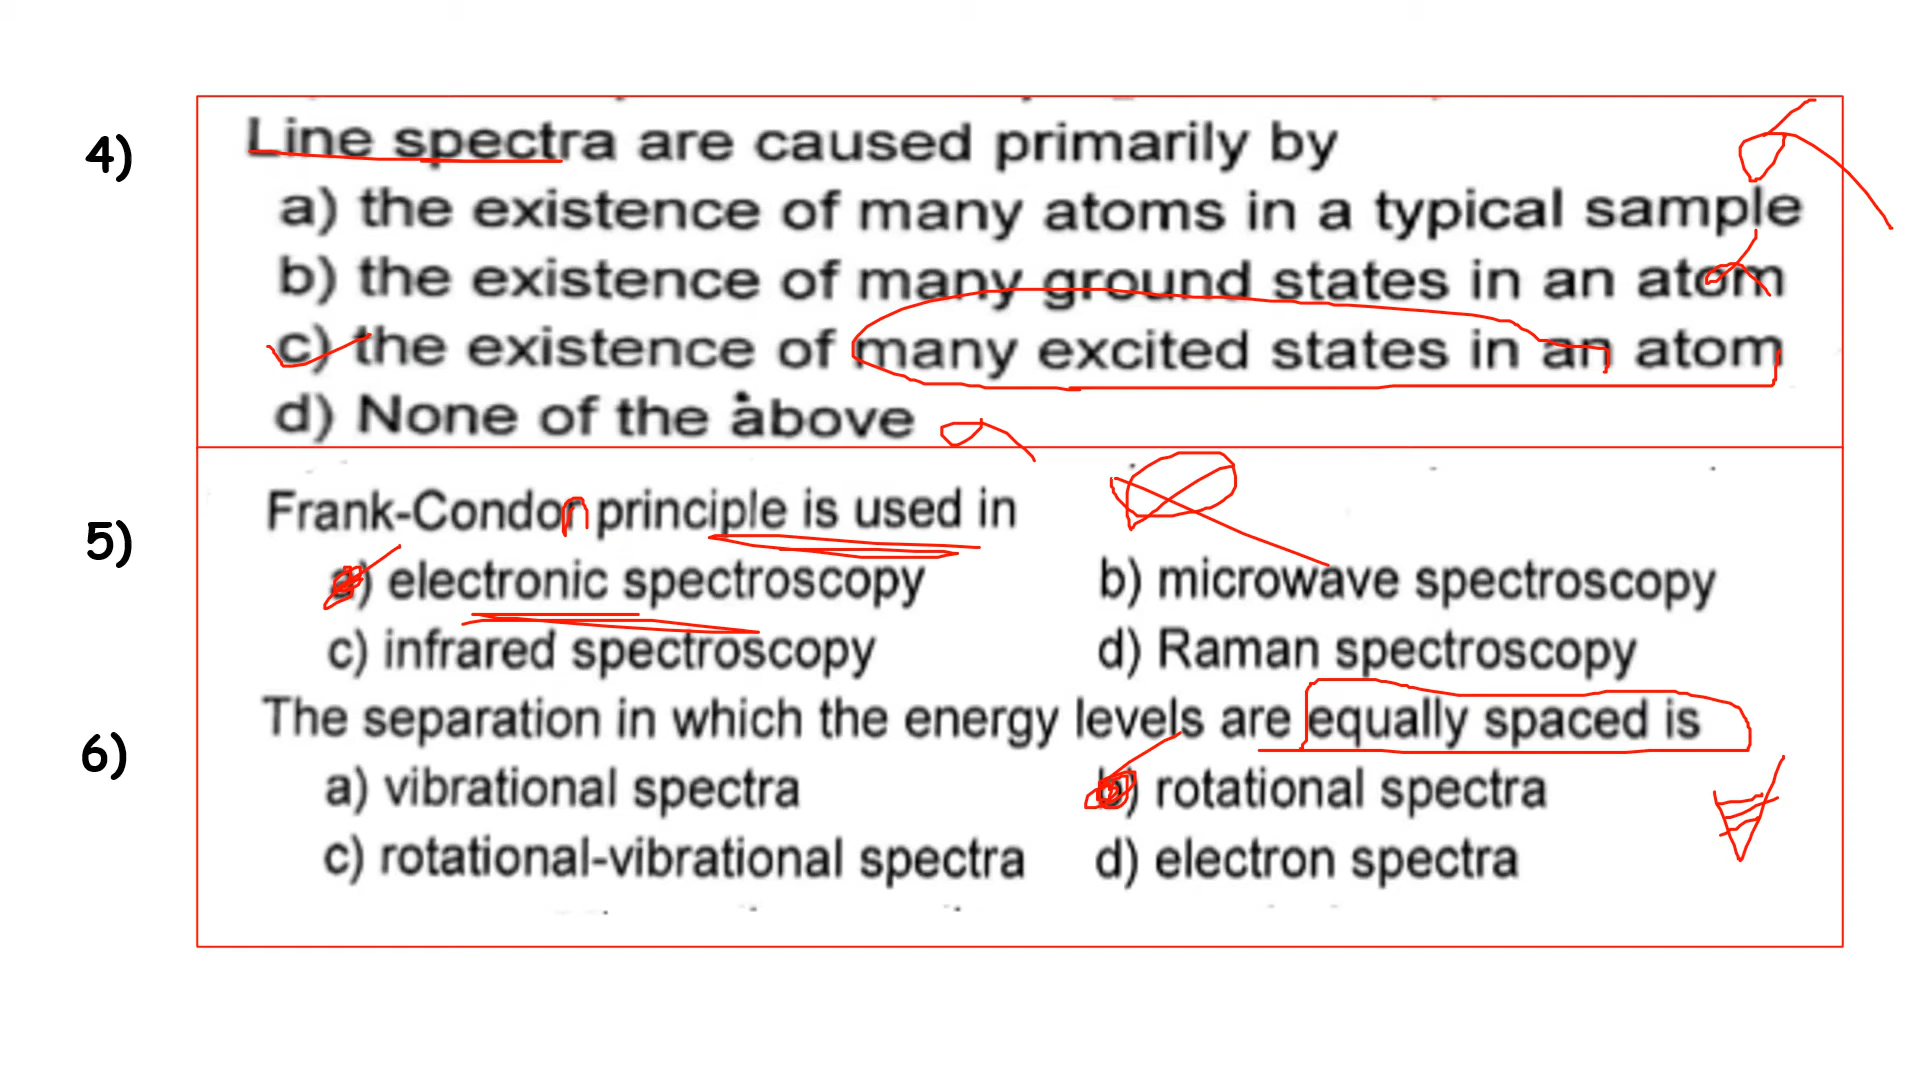 4)
Line spectra are caused primarily by
a) the existence of many atoms in a typical sample
b) the existence of many ground states in an atom
c) the existence of many excited states in an atom
d) None of the above
5)
Frank-Condon principle is used in
a) electronic spectroscopy b) microwave spectroscopy
c) infrared spectroscopy d) Raman spectroscopy
6)
The separation in which the energy levels are equally spaced is
a) vibrational spectra b) rotational spectra
c) rotational-vibrational spectra d) electron spectra